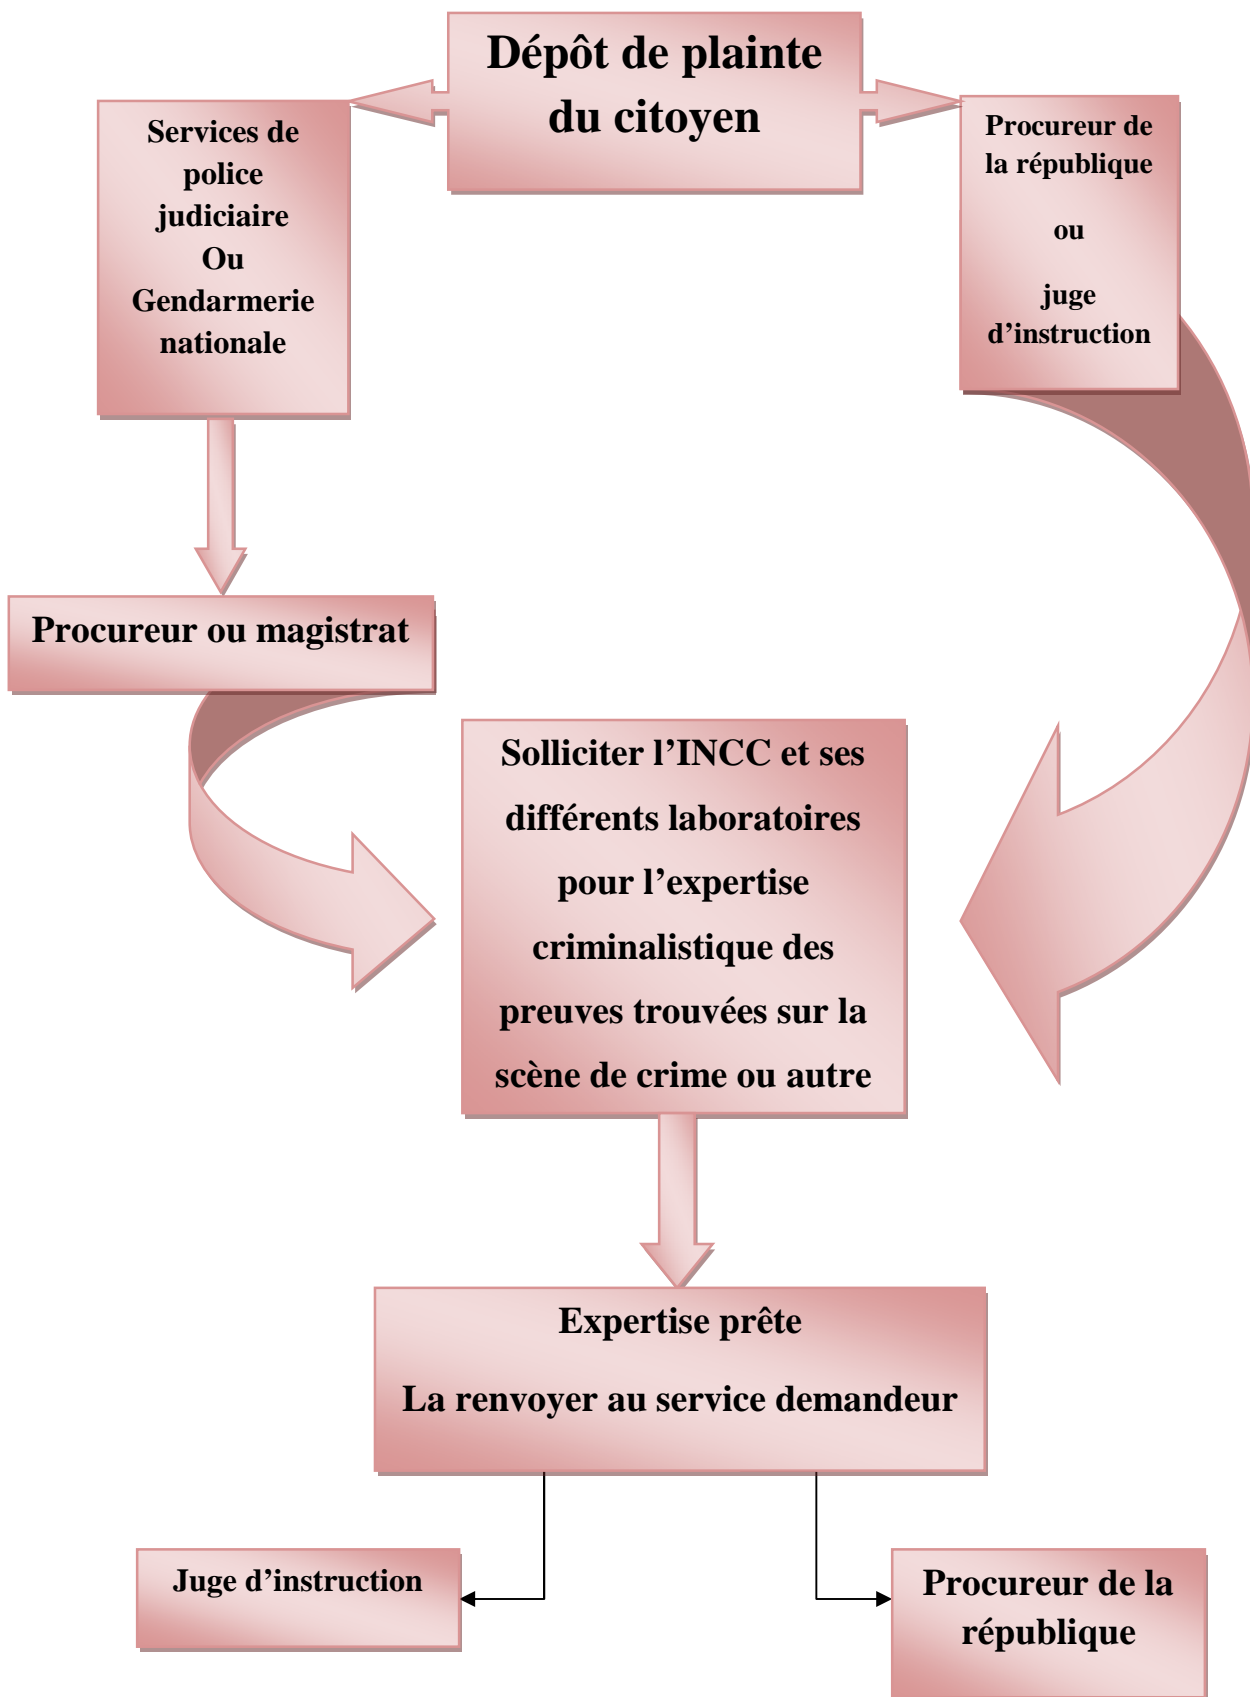 Dépôt de plainte
du citoyen
Services de
police
judiciaire
Ou
Gendarmerie
nationale
Procureur de
la république
ou
juge
d’instruction
Procureur ou magistrat
Solliciter l’INCC et ses
différents laboratoires
pour l’expertise
criminalistique des
preuves trouvées sur la
scène de crime ou autre
Expertise prête
La renvoyer au service demandeur
Juge d’instruction
Procureur de la
république